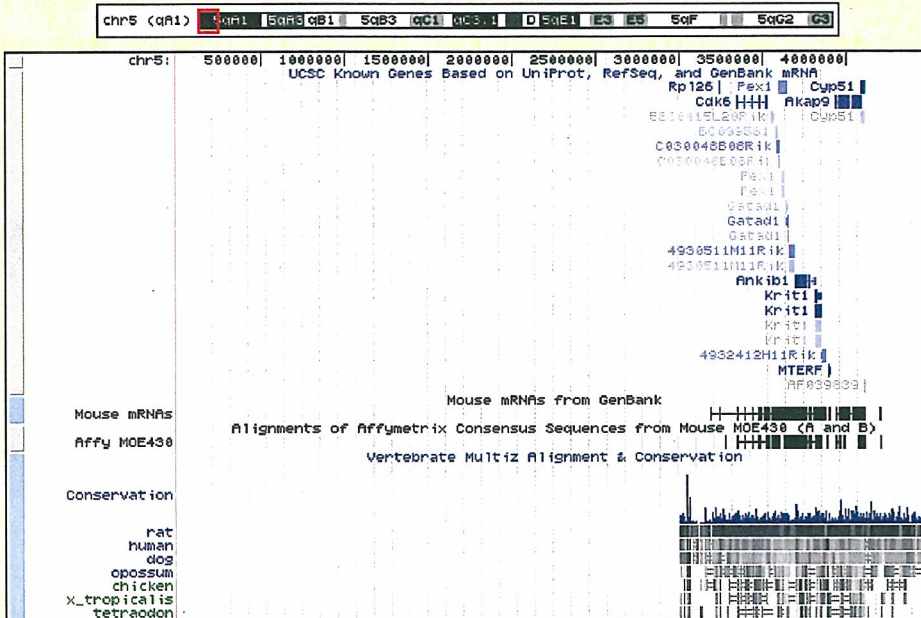 chr5 (qA1) 5qA1 5qA3 qB1 5qB3 qC1 qC3.1 D 5qE1 E3 E5 5qF 5qG2 G3
chr5: 500000| 1000000| 1500000| 2000000| 2500000| 3000000| 3500000| 4000000|
UCSC Known Genes Based on UniProt, RefSeq, and GenBank mRNA
Rpl26 Pex1 Cyp51
Cdk6 Akap9
Cyp51
C030048B08Rik
Pex1
Pex1
Gatad1
Gatad1
Gatad1
4930511M11Rik
4930511M11Rik
Ankib1
Krit1
Krit1
Krit1
Krit1
4932412H11Rik
MTERF
AF039839
Mouse mRNAs from GenBank
Mouse mRNAs
Alignments of Affymetrix Consensus Sequences from Mouse MOE430 (A and B)
Affy MOE430
Vertebrate Multiz Alignment & Conservation
Conservation
rat
human
dog
opossum
chicken
x_tropicalis
tetraodon